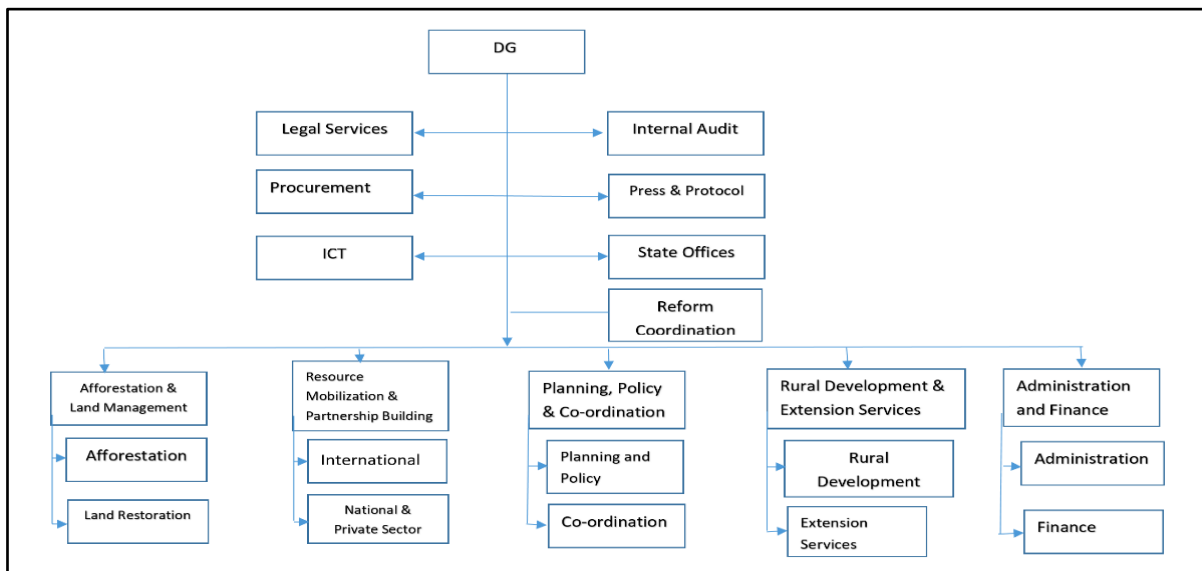 DG
Legal Services
Internal Audit
Procurement
Press & Protocol
ICT
State Offices
Reform
Coordination
Afforestation &
Land Management
Resource
Mobilization &
Partnership Building
Planning, Policy
& Co-ordination
Rural Development &
Extension Services
Administration
and Finance
Afforestation
International
Planning and
Policy
Rural
Development
Administration
Land Restoration
National &
Private Sector
Co-ordination
Extension
Services
Finance